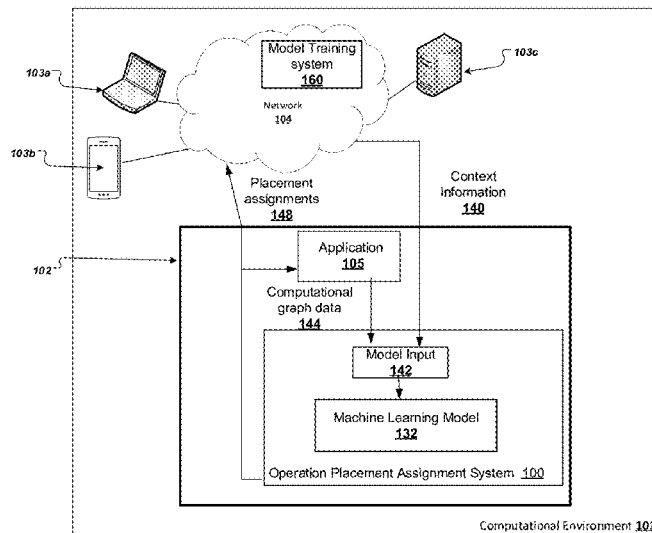 Model Training
system
160
103a
103c
Network
104
103b
Placement
assignments
148
Context
Information
140
Application
105
102
Computational
graph data
144
Model Input
142
Machine Learning Model
132
Operation Placement Assignment System 100
Computational Environment